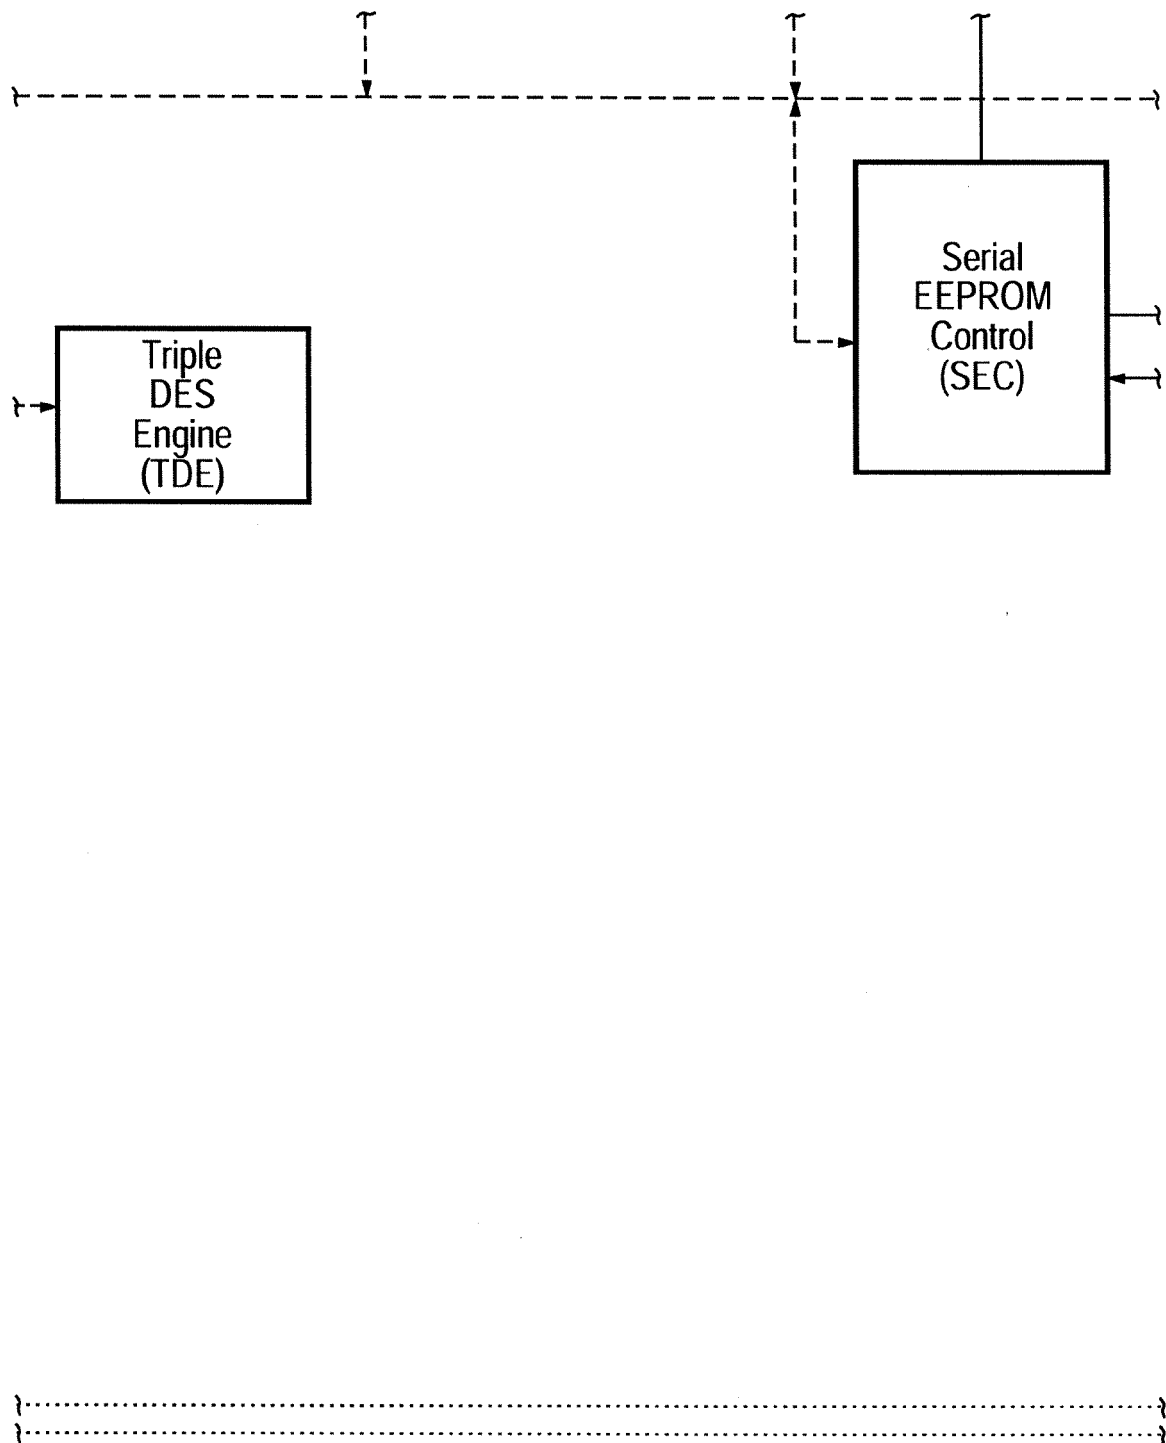 Serial
EEPROM
Control
(SEC)
Triple
DES
Engine
(TDE)